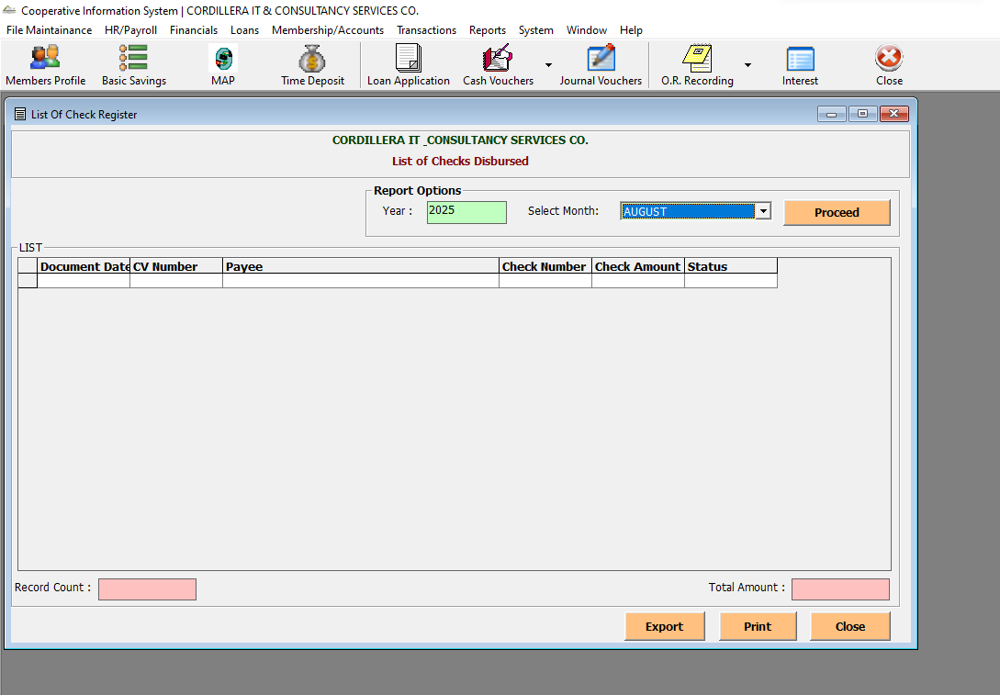 Cooperative Information System | CORDILLERA IT & CONSULTANCY SERVICES CO.
File Maintainance HR/Payroll Financials Loans Membership/Accounts Transactions Reports System Window Help
Members Profile Basic Savings MAP Time Deposit Loan Application Cash Vouchers Journal Vouchers O.R. Recording Interest Close
List Of Check Register
CORDILLERA IT _CONSULTANCY SERVICES CO.
List of Checks Disbursed
Report Options
Year : 2025 Select Month: AUGUST Proceed
LIST
Document Date CV Number Payee Check Number Check Amount Status
Record Count : Total Amount :
Export Print Close